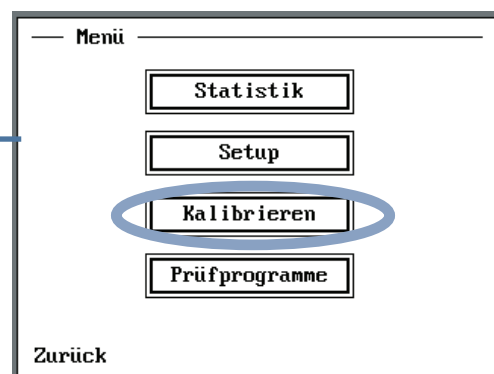 Menü
Statistik
Setup
Kalibrieren
Prüfprogramme
Zurück